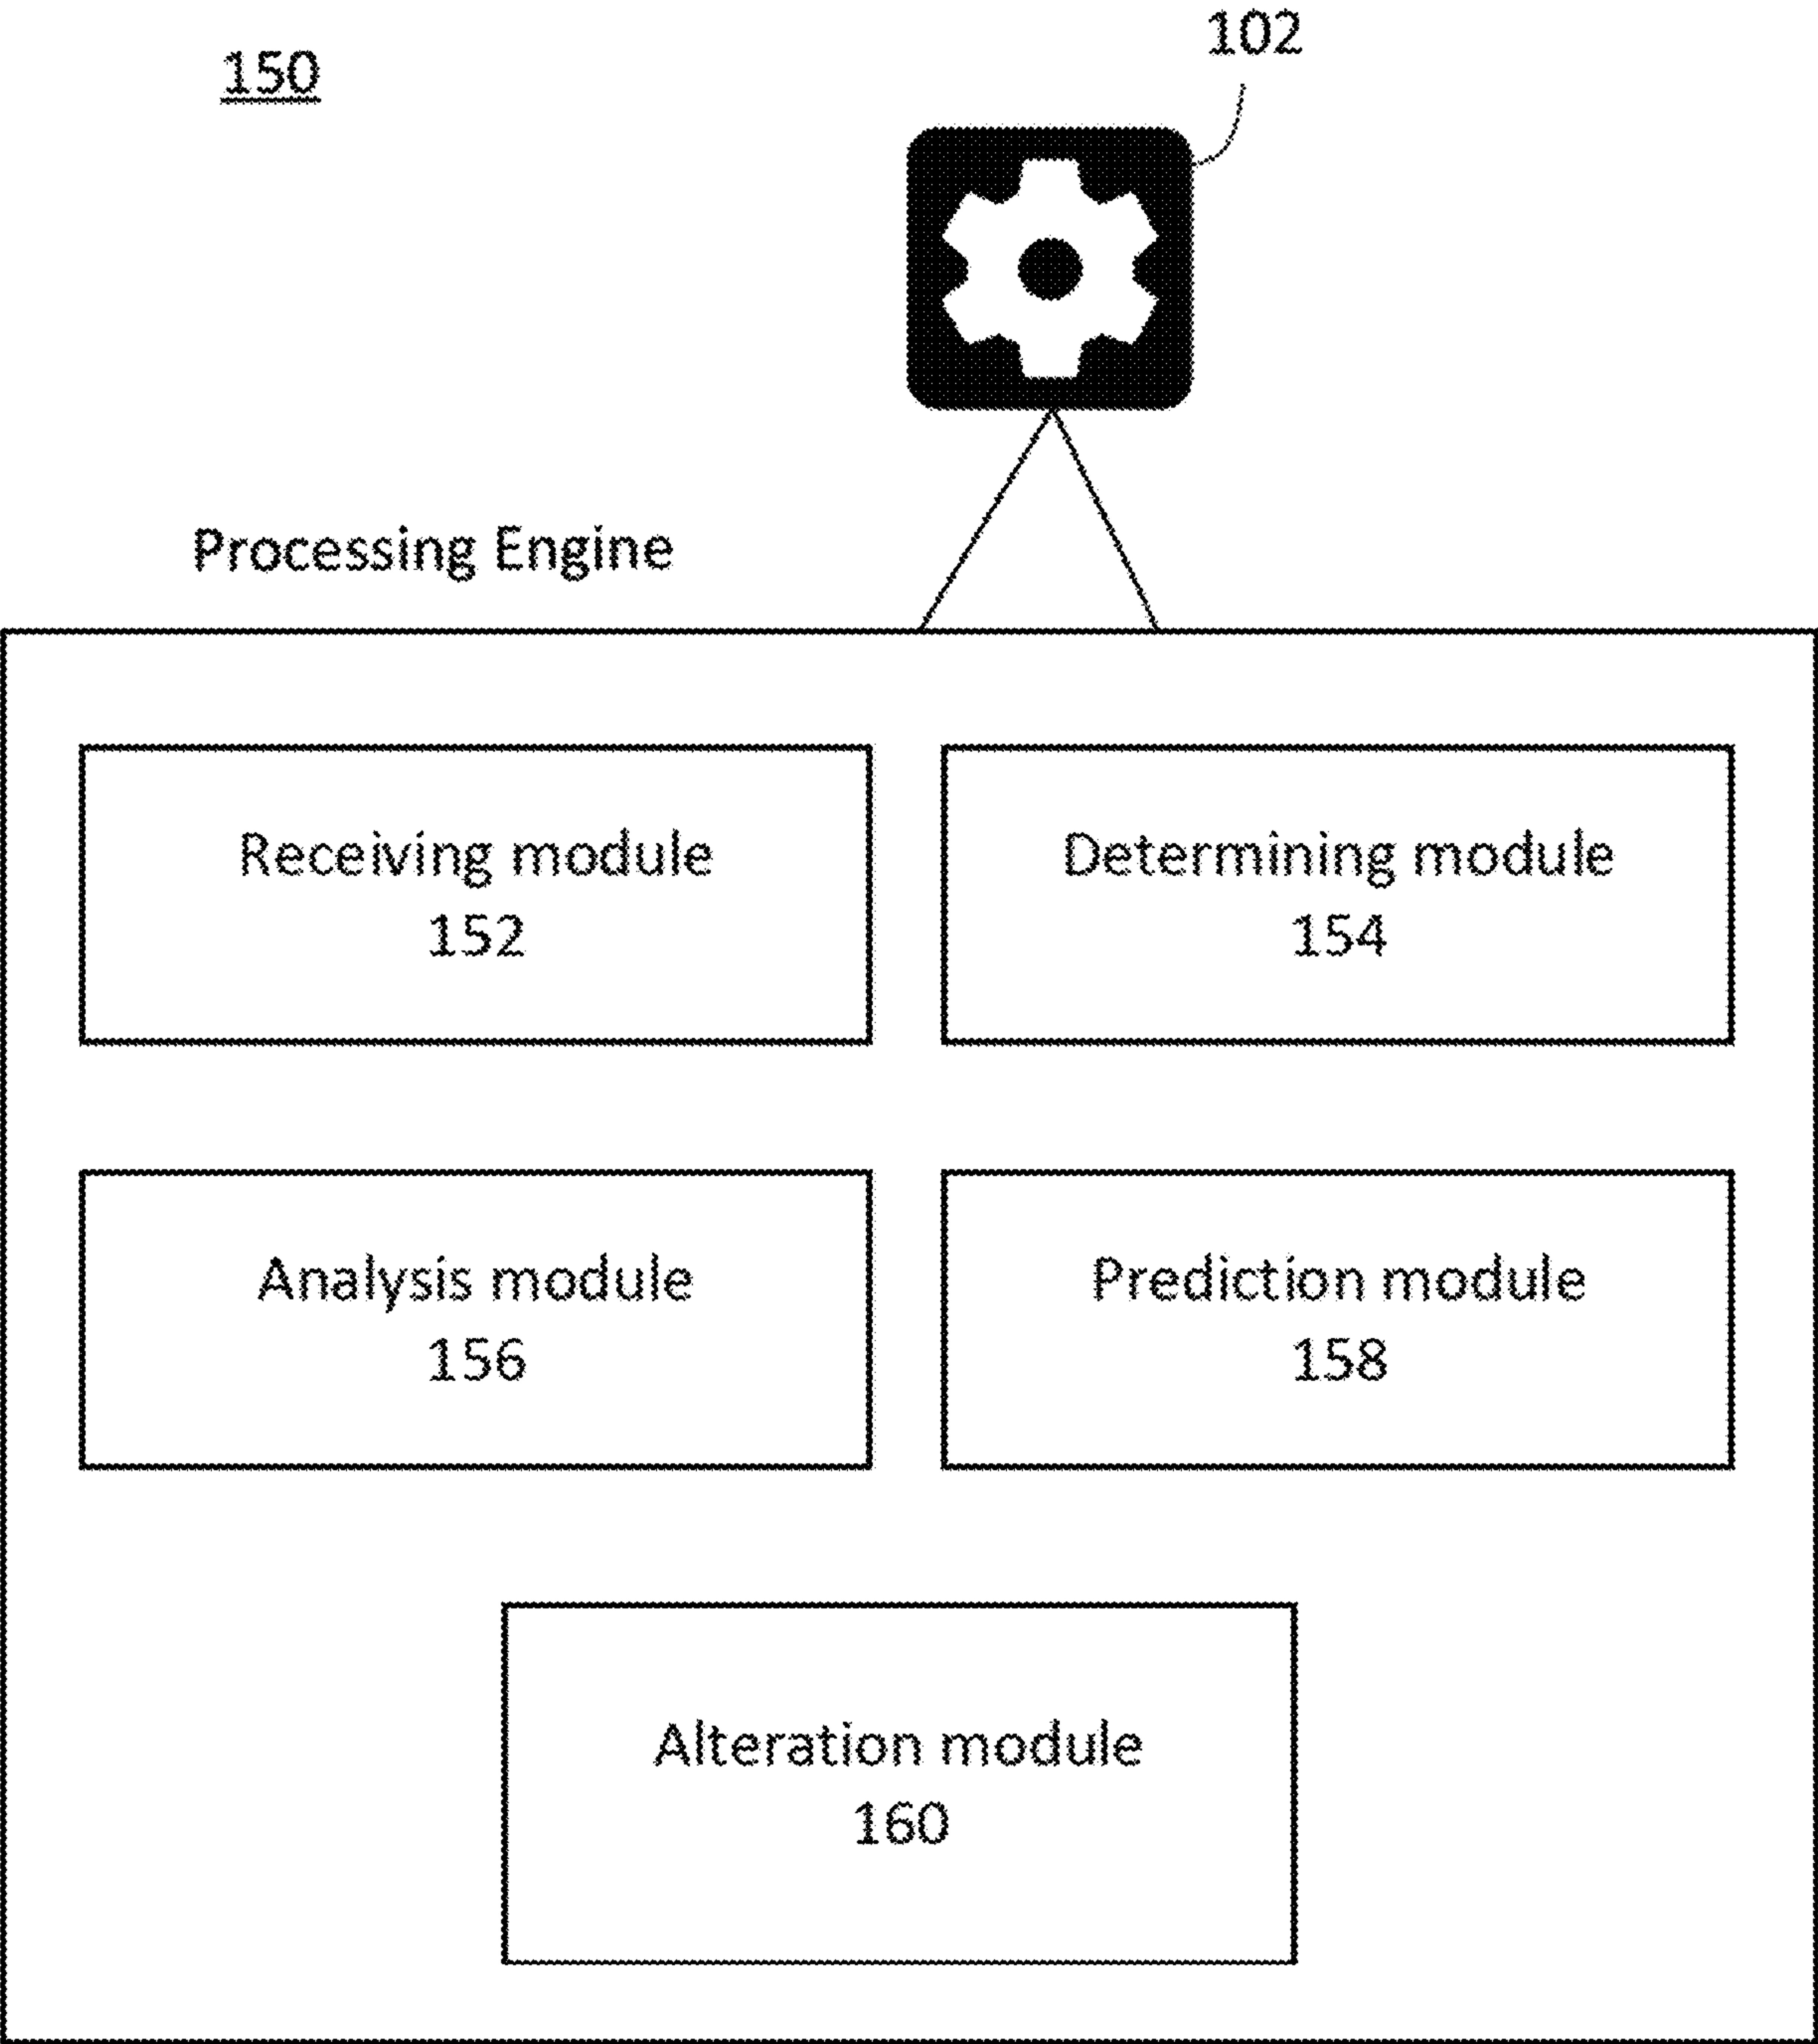 150
102
Processing Engine
Receiving module
152
Determining module
154
Analysis module
156
Prediction module
158
Alteration module
160